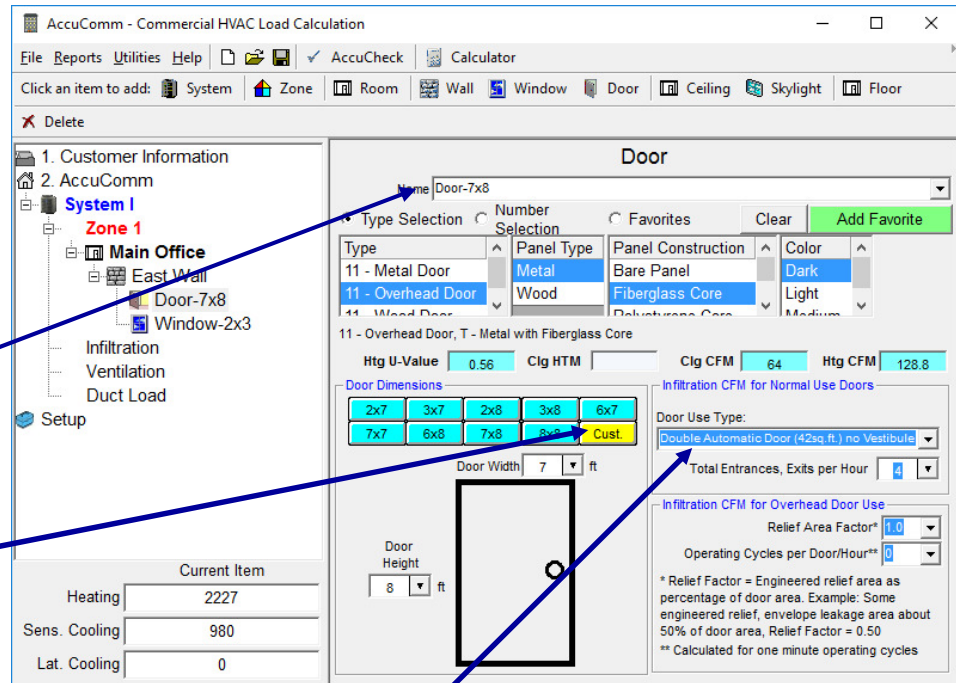 AccuComm - Commercial HVAC Load Calculation
File Reports Utilities Help AccuCheck Calculator
Click an item to add: System Zone Room Wall Window Door Ceiling Skylight Floor
Delete
1. Customer Information
2. AccuComm
System I
Zone 1
Main Office
East Wall
Door-7x8
Window-2x3
Infiltration
Ventilation
Duct Load
Setup
Current Item
Heating 2227
Sens. Cooling 980
Lat. Cooling 0
Door
Name Door-7x8
Type Selection Number Selection Favorites Clear Add Favorite
Type Panel Type Panel Construction Color
11 - Metal Door Metal Bare Panel Dark
11 - Overhead Door Wood Fiberglass Core Light
11 - Wood Door Polystyrene Core Medium
11 - Overhead Door, T - Metal with Fiberglass Core
Htg U-Value 0.56 Clg HTM Clg CFM 64 Htg CFM 128.8
Door Dimensions
2x7 3x7 2x8 3x8 6x7
7x7 6x8 7x8 8x8 Cust.
Door Width 7 ft
Door
Height
8 ft
Infiltration CFM for Normal Use Doors
Door Use Type:
Double Automatic Door (42sq.ft.) no Vestibule
Total Entrances, Exits per Hour 4
Infiltration CFM for Overhead Door Use
Relief Area Factor* 1.0
Operating Cycles per Door/Hour** 0
* Relief Factor = Engineered relief area as
percentage of door area. Example: Some
engineered relief, envelope leakage area about
50% of door area, Relief Factor = 0.50
** Calculated for one minute operating cycles